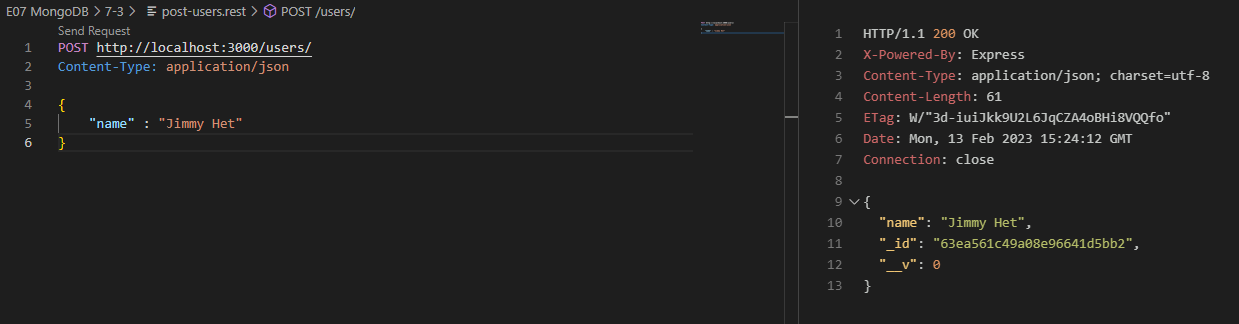 E07 MongoDB > 7-3 > post-users.rest > POST /users/
Send Request
1 POST http://localhost:3000/users/
2 Content-Type: application/json
3
4 {
5 "name" : "Jimmy Het"
6 }
1 HTTP/1.1 200 OK
2 X-Powered-By: Express
3 Content-Type: application/json; charset=utf-8
4 Content-Length: 61
5 ETag: W/"3d-iuiJkk9U2L6JqCZA4oBHi8VQQfo"
6 Date: Mon, 13 Feb 2023 15:24:12 GMT
7 Connection: close
8
9 {
10 "name": "Jimmy Het",
11 "_id": "63ea561c49a08e96641d5bb2",
12 "__v": 0
13 }